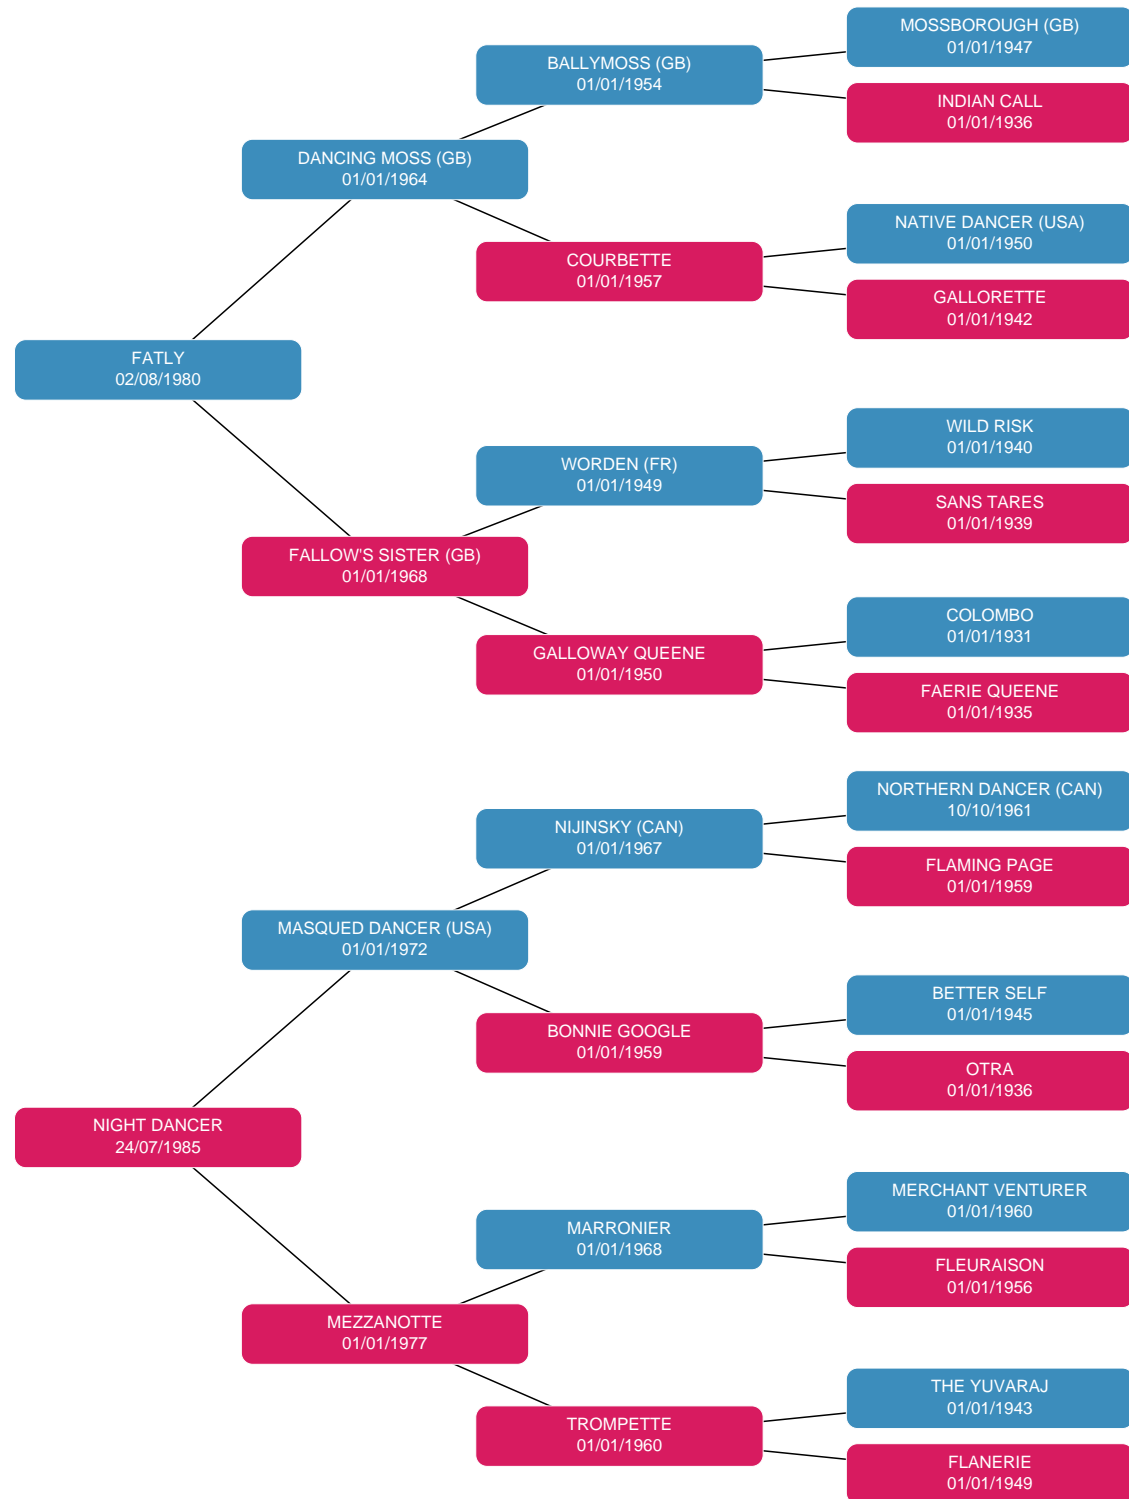 MOSSBOROUGH (GB)
01/01/1947
BALLYMOSS (GB)
01/01/1954
INDIAN CALL
01/01/1936
DANCING MOSS (GB)
01/01/1964
NATIVE DANCER (USA)
01/01/1950
COURBETTE
01/01/1957
GALLORETTE
01/01/1942
FATLY
02/08/1980
WILD RISK
01/01/1940
WORDEN (FR)
01/01/1949
SANS TARES
01/01/1939
FALLOW'S SISTER (GB)
01/01/1968
COLOMBO
01/01/1931
GALLOWAY QUEENE
01/01/1950
FAERIE QUEENE
01/01/1935
NORTHERN DANCER (CAN)
10/10/1961
NIJINSKY (CAN)
01/01/1967
FLAMING PAGE
01/01/1959
MASQUED DANCER (USA)
01/01/1972
BETTER SELF
01/01/1945
BONNIE GOOGLE
01/01/1959
OTRA
01/01/1936
NIGHT DANCER
24/07/1985
MERCHANT VENTURER
01/01/1960
MARRONIER
01/01/1968
FLEURAISON
01/01/1956
MEZZANOTTE
01/01/1977
THE YUVARAJ
01/01/1943
TROMPETTE
01/01/1960
FLANERIE
01/01/1949